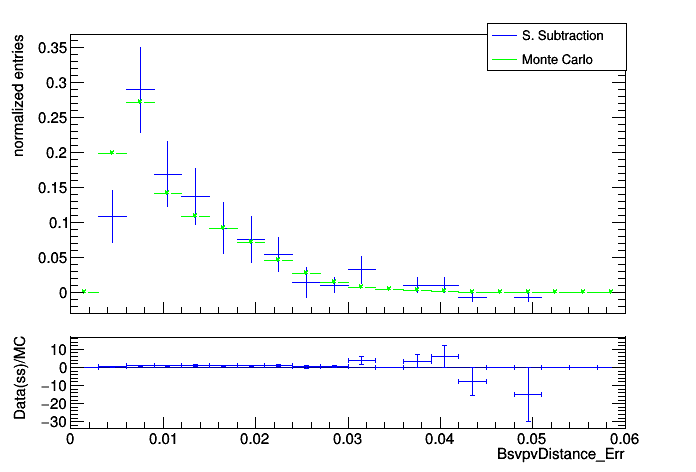 S. Subtraction
Monte Carlo
normalized entries
0.35
0.3
0.25
0.2
0.15
0.1
0.05
0
Data(ss)/MC
10
0
−10
−20
−30
0 0.01 0.02 0.03 0.04 0.05 0.06
BsvpvDistance_Err